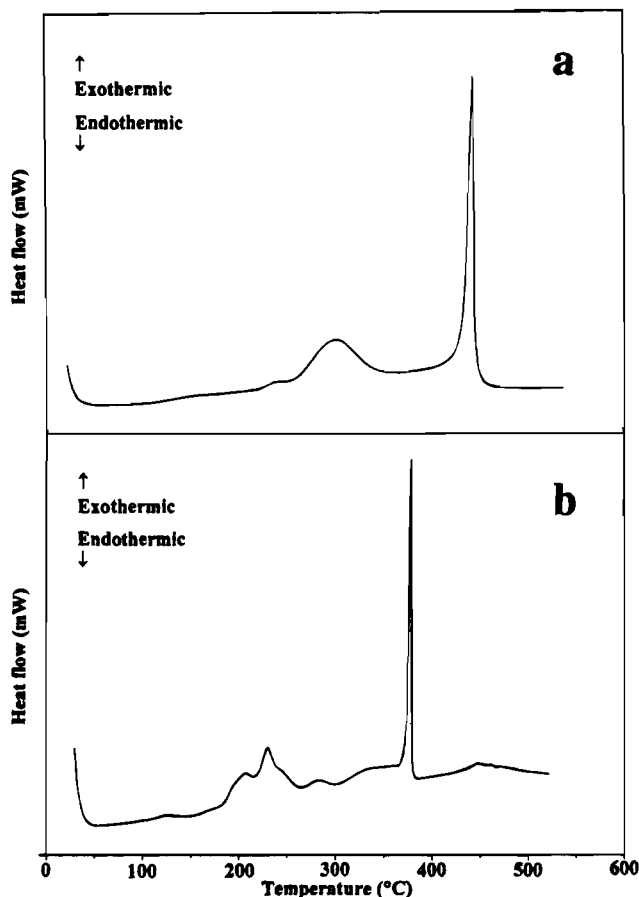 a
↑
Exothermic
Endothermic
↓
Heat flow (mW)
b
↑
Exothermic
Endothermic
↓
Heat flow (mW)
0 100 200 300 400 500 600
Temperature (°C)